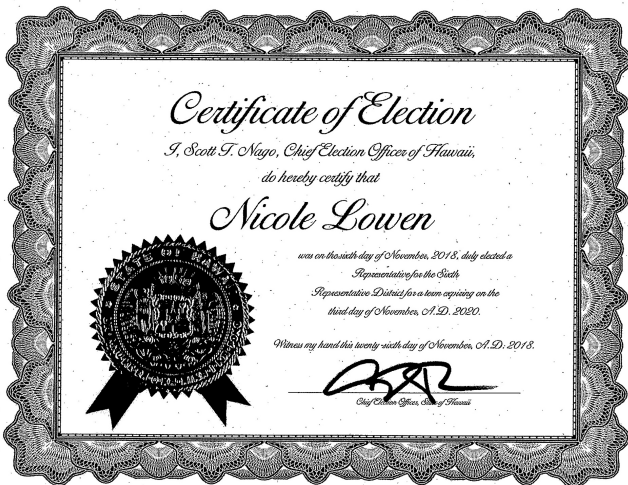 Certificate of Election
I, Scott T. Nago, Chief Election Officer of Hawaii,
do hereby certify that
Nicole Lowen
was on the sixth day of November, 2018, duly elected a
Representative for the Sixth
Representative District for a term expiring on the
third day of November, A.D. 2020.
Witness my hand this twenty-sixth day of November, A.D. 2018.
Chief Election Officer, State of Hawaii
STATE OF HAWAII